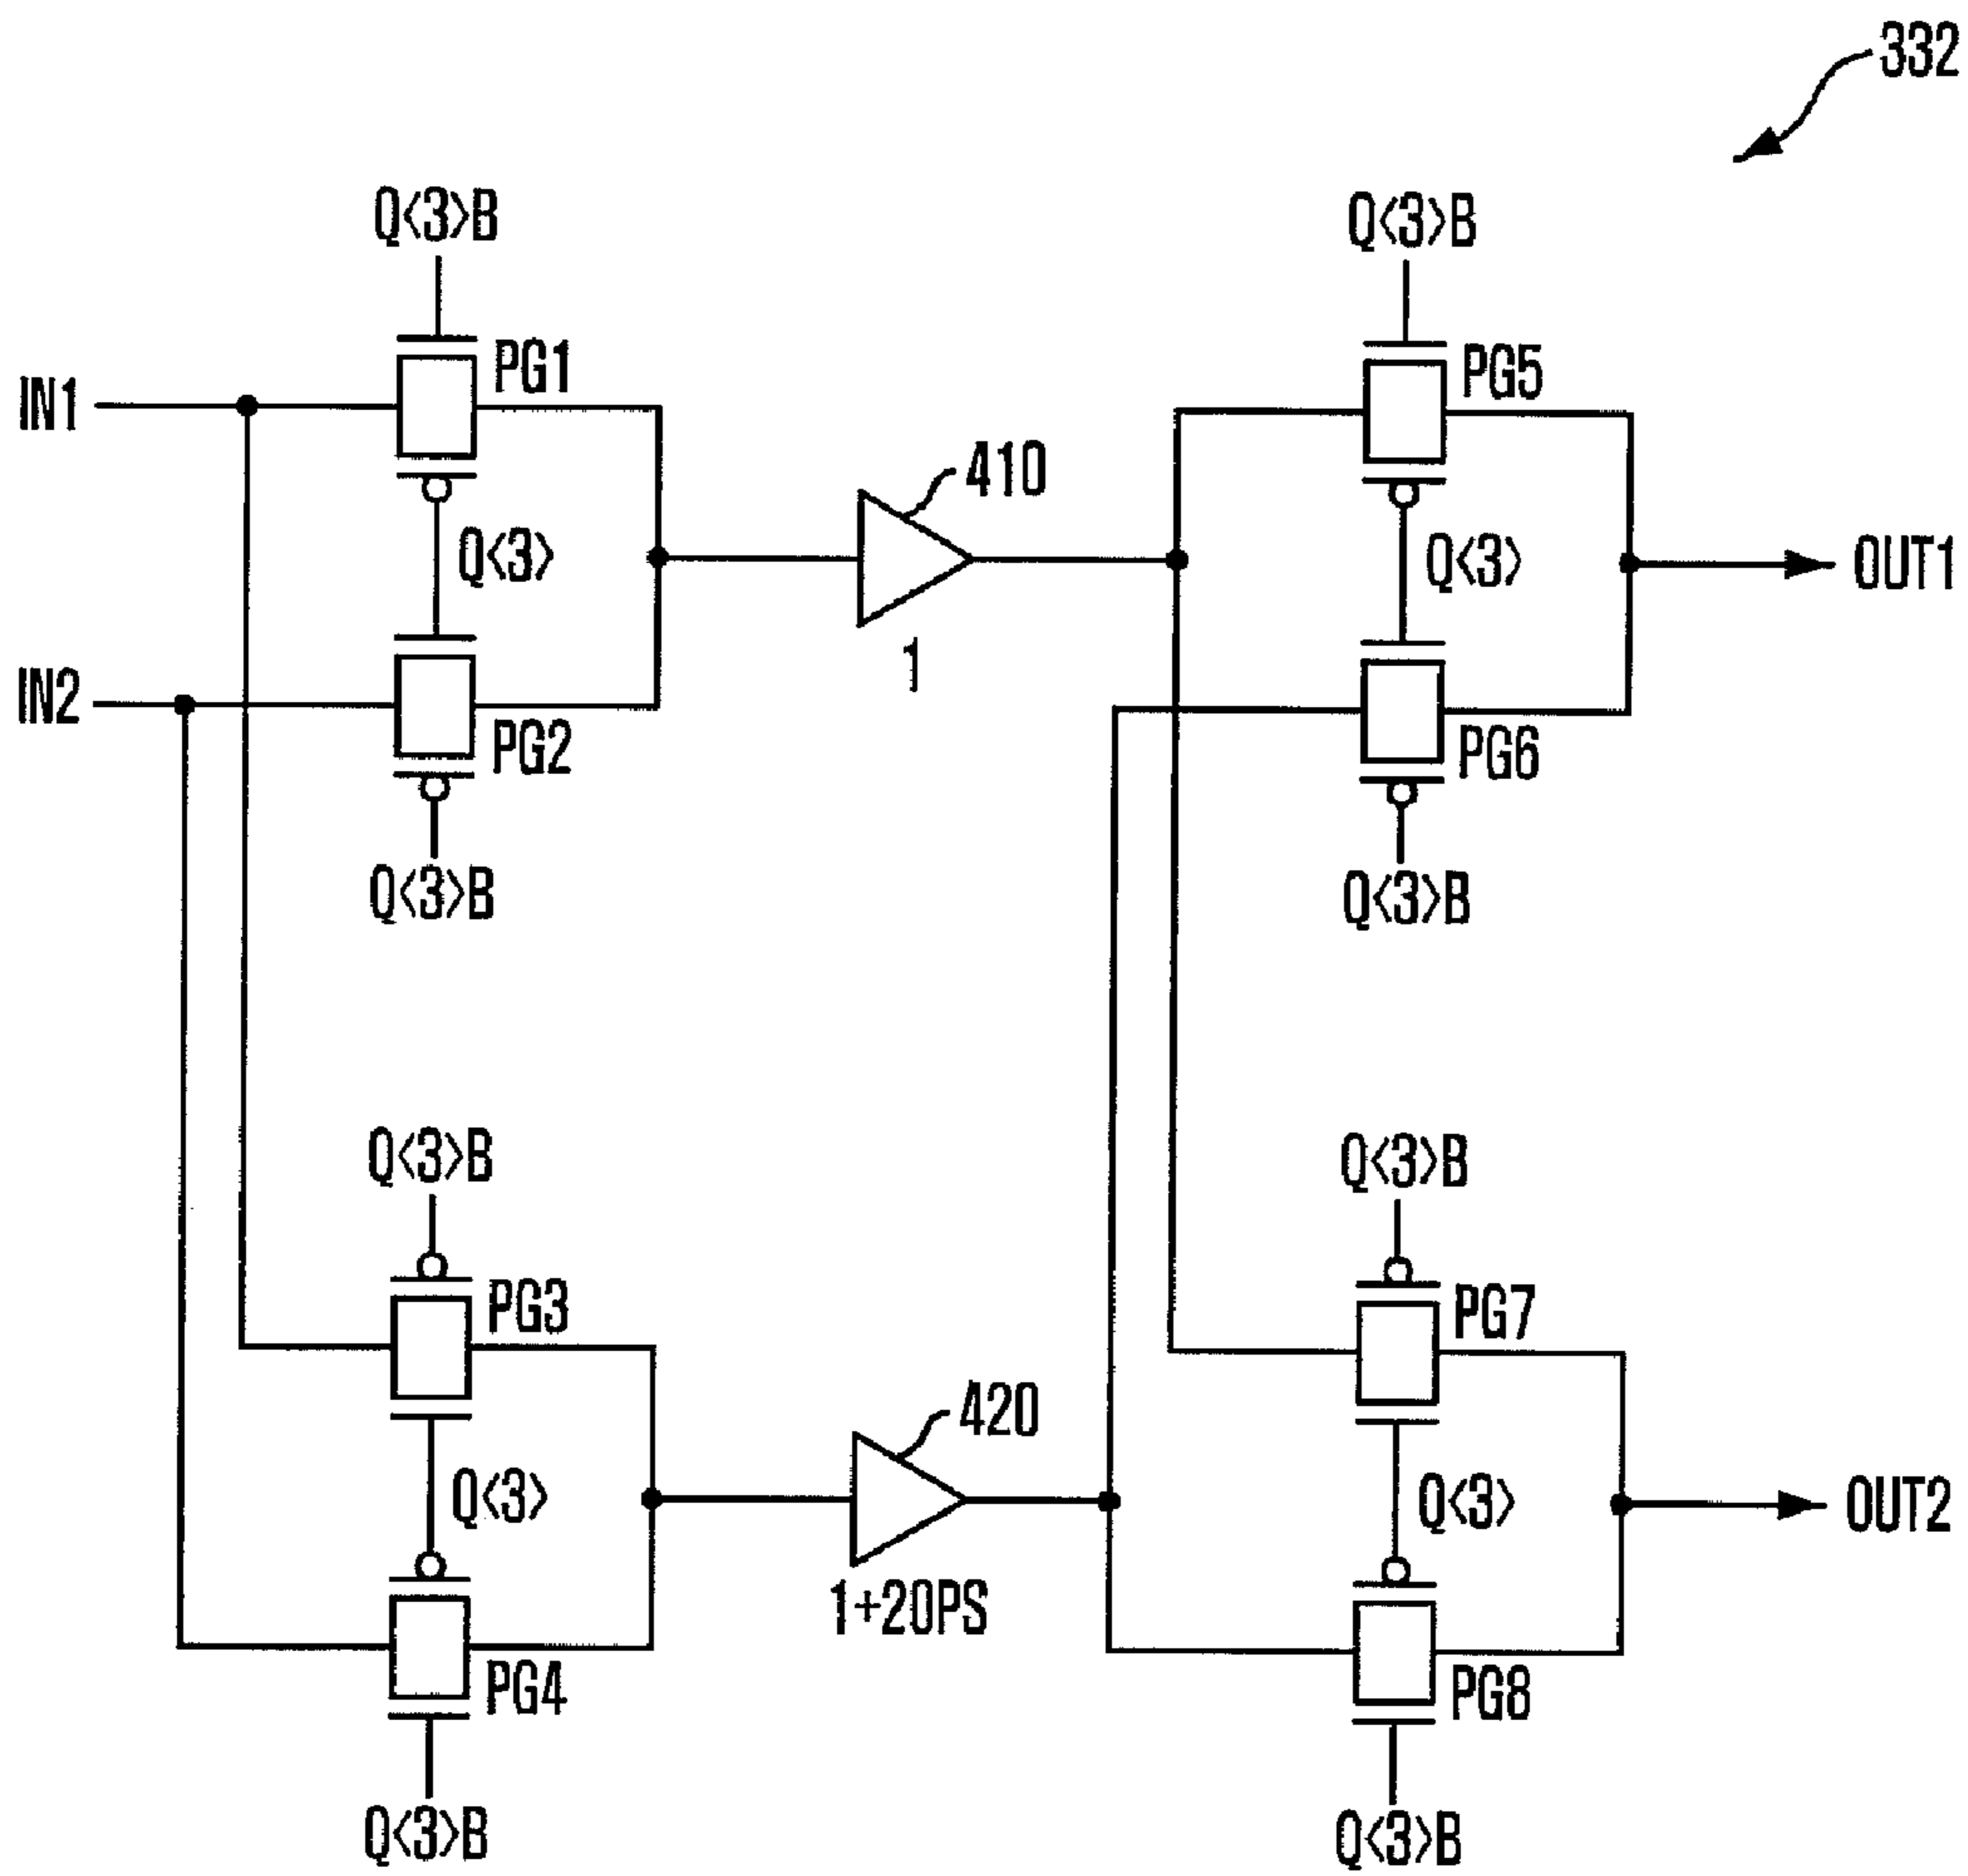 332
Q<3>B
Q<3>B
PG1
PG5
IN1
410
Q<3>
Q<3>
OUT1
1
IN2
PG2
PG6
Q<3>B
Q<3>B
Q<3>B
Q<3>B
PG3
PG7
420
Q<3>
Q<3>
OUT2
1+20PS
PG4
PG8
Q<3>B
Q<3>B